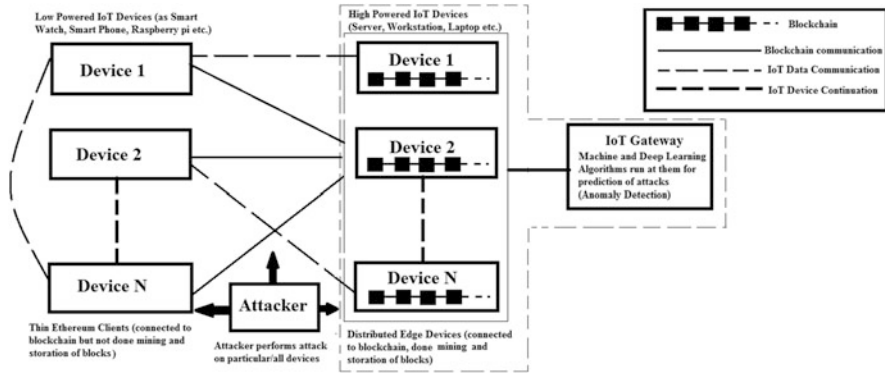 Low Powered IoT Devices (as Smart
Watch, Smart Phone, Raspberry pi etc.)
Device 1
Device 2
Device N
Thin Ethereum Clients (connected to
blockchain but not done mining and
storation of blocks)
Attacker
Attacker performs attack
on particular/all devices
High Powered IoT Devices
(Server, Workstation, Laptop etc.)
Device 1
Device 2
Device N
Distributed Edge Devices (connected
to blockchain, done mining and
storation of blocks)
IoT Gateway
Machine and Deep Learning
Algorithms run at them for
prediction of attacks
(Anomaly Detection)
Blockchain
Blockchain communication
IoT Data Communication
IoT Device Continuation